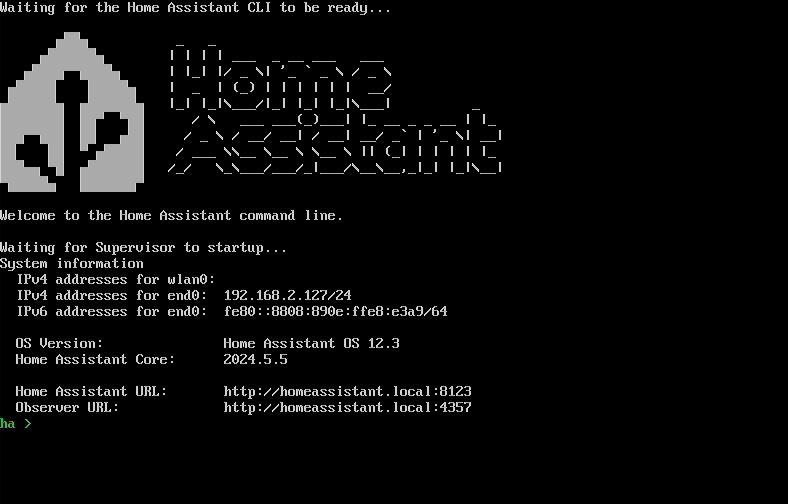 Waiting for the Home Assistant CLI to be ready...
Home
Assistant
Welcome to the Home Assistant command line.
Waiting for Supervisor to startup...
System information
IPv4 addresses for wlan0:
IPv4 addresses for end0: 192.168.2.127/24
IPv6 addresses for end0: fe80::8808:890e:ffe8:e3a9/64
OS Version: Home Assistant OS 12.3
Home Assistant Core: 2024.5.5
Home Assistant URL: http://homeassistant.local:8123
Observer URL: http://homeassistant.local:4357
ha >